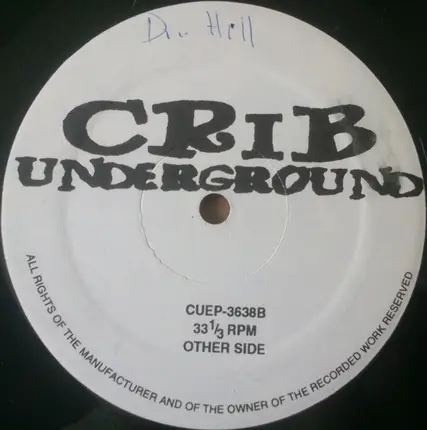 Dru Hill
CRIB
UNDERGROUND
CUEP-3638B
33 1/3 RPM
OTHER SIDE
ALL RIGHTS OF THE MANUFACTURER AND OF THE OWNER OF THE RECORDED WORK RESERVED